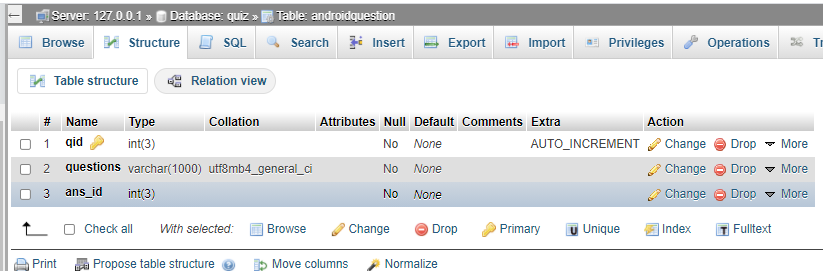 Server: 127.0.0.1 » Database: quiz » Table: androidquestion
Browse Structure SQL Search Insert Export Import Privileges Operations
Table structure Relation view
# Name Type Collation Attributes Null Default Comments Extra Action
1 qid int(3) No None AUTO_INCREMENT Change Drop More
2 questions varchar(1000) utf8mb4_general_ci No None Change Drop More
3 ans_id int(3) No None Change Drop More
Check all With selected: Browse Change Drop Primary Unique Index Fulltext
Print Propose table structure Move columns Normalize